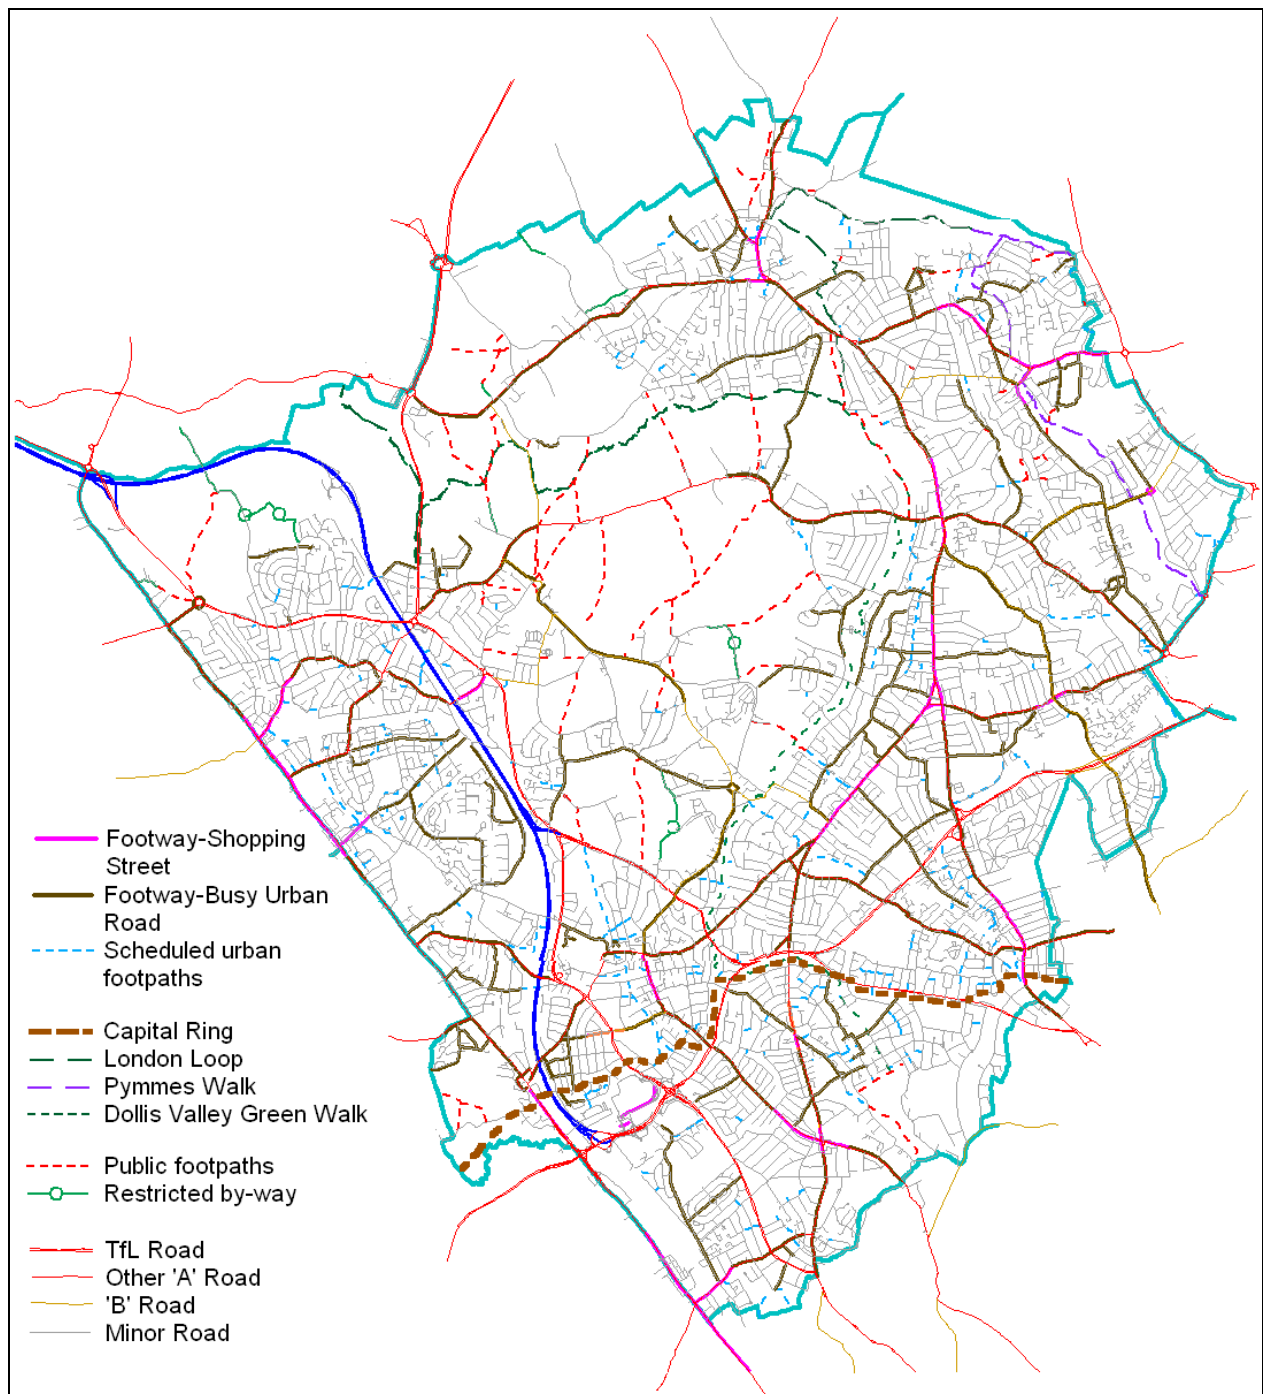 Footway-Shopping
Street
Footway-Busy Urban
Road
Scheduled urban
footpaths
Capital Ring
London Loop
Pymmes Walk
Dollis Valley Green Walk
Public footpaths
Restricted by-way
TfL Road
Other 'A' Road
'B' Road
Minor Road